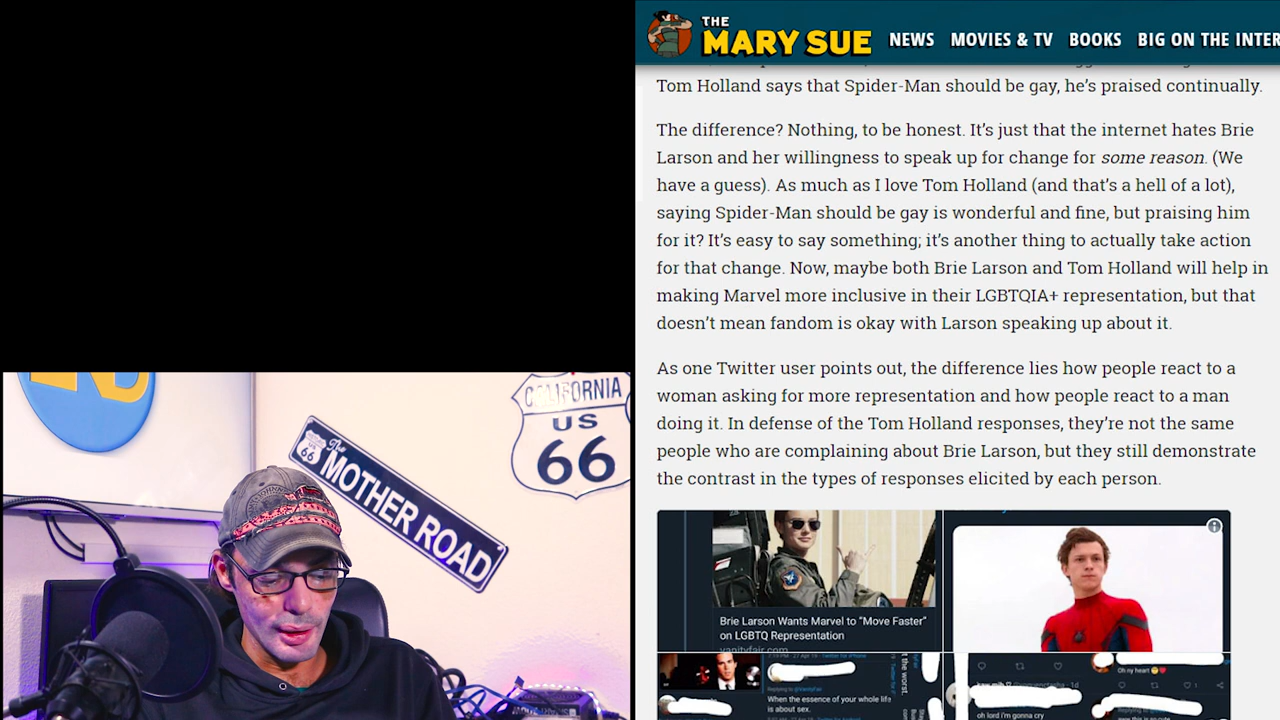 THE
MARY SUE
NEWS MOVIES & TV BOOKS BIG ON THE INTER
Tom Holland says that Spider-Man should be gay, he's praised continually.
The difference? Nothing, to be honest. It's just that the internet hates Brie
Larson and her willingness to speak up for change for some reason. (We
have a guess). As much as I love Tom Holland (and that's a hell of a lot),
saying Spider-Man should be gay is wonderful and fine, but praising him
for it? It's easy to say something; it's another thing to actually take action
for that change. Now, maybe both Brie Larson and Tom Holland will help in
making Marvel more inclusive in their LGBTQIA+ representation, but that
doesn't mean fandom is okay with Larson speaking up about it.
As one Twitter user points out, the difference lies how people react to a
woman asking for more representation and how people react to a man
doing it. In defense of the Tom Holland responses, they're not the same
people who are complaining about Brie Larson, but they still demonstrate
the contrast in the types of responses elicited by each person.
Brie Larson Wants Marvel to "Move Faster"
on LGBTQ Representation
vanityfair.com
When the essence of your whole life
is about sex.
t the worst.
Oh ny heart
oh lord i'm gonna cry
CALIFORNIA
US
66
The
MOTHER ROAD
US
66